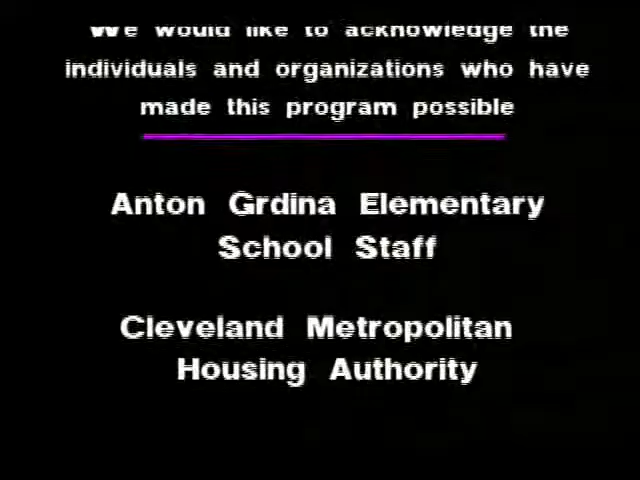 We would like to acknowledge the
individuals and organizations who have
made this program possible
Anton Grdina Elementary
School Staff
Cleveland Metropolitan
Housing Authority